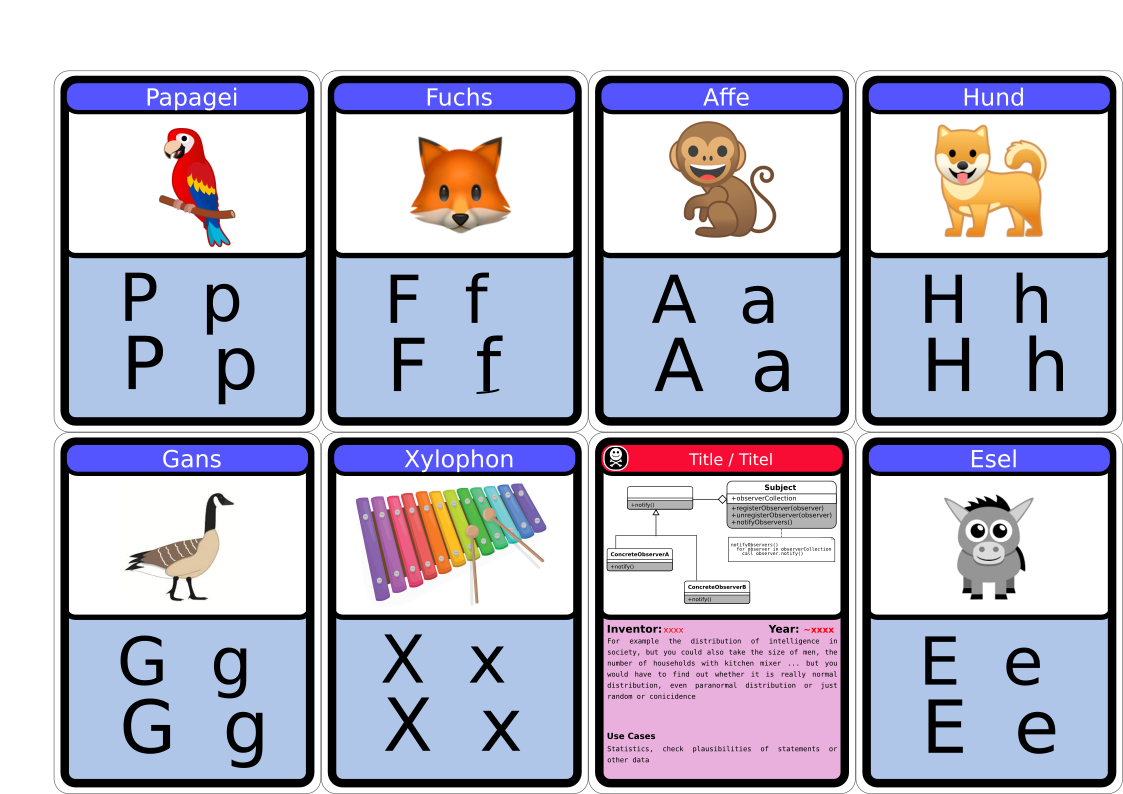 Papagei
P p
P p
Fuchs
F f
F f
Affe
A a
A a
Hund
H h
H h
Gans
G g
G g
Xylophon
X x
X x
Title / Titel
+notify()
Subject
+observerCollection
+registerObserver(observer)
+unregisterObserver(observer)
+notifyObservers()
notifyObservers()
for observer in observerCollection
call observer.notify()
ConcreteObserverA
+notify()
ConcreteObserverB
+notify()
Inventor: xxxx Year: ~xxxx
For example the distribution of intelligence in
society, but you could also take the size of men, the
number of households with kitchen mixer ... but you
would have to find out whether it is really normal
distribution, even paranormal distribution or just
random or conicidence
Use Cases
Statistics, check plausibilities of statements or
other data
Esel
E e
E e